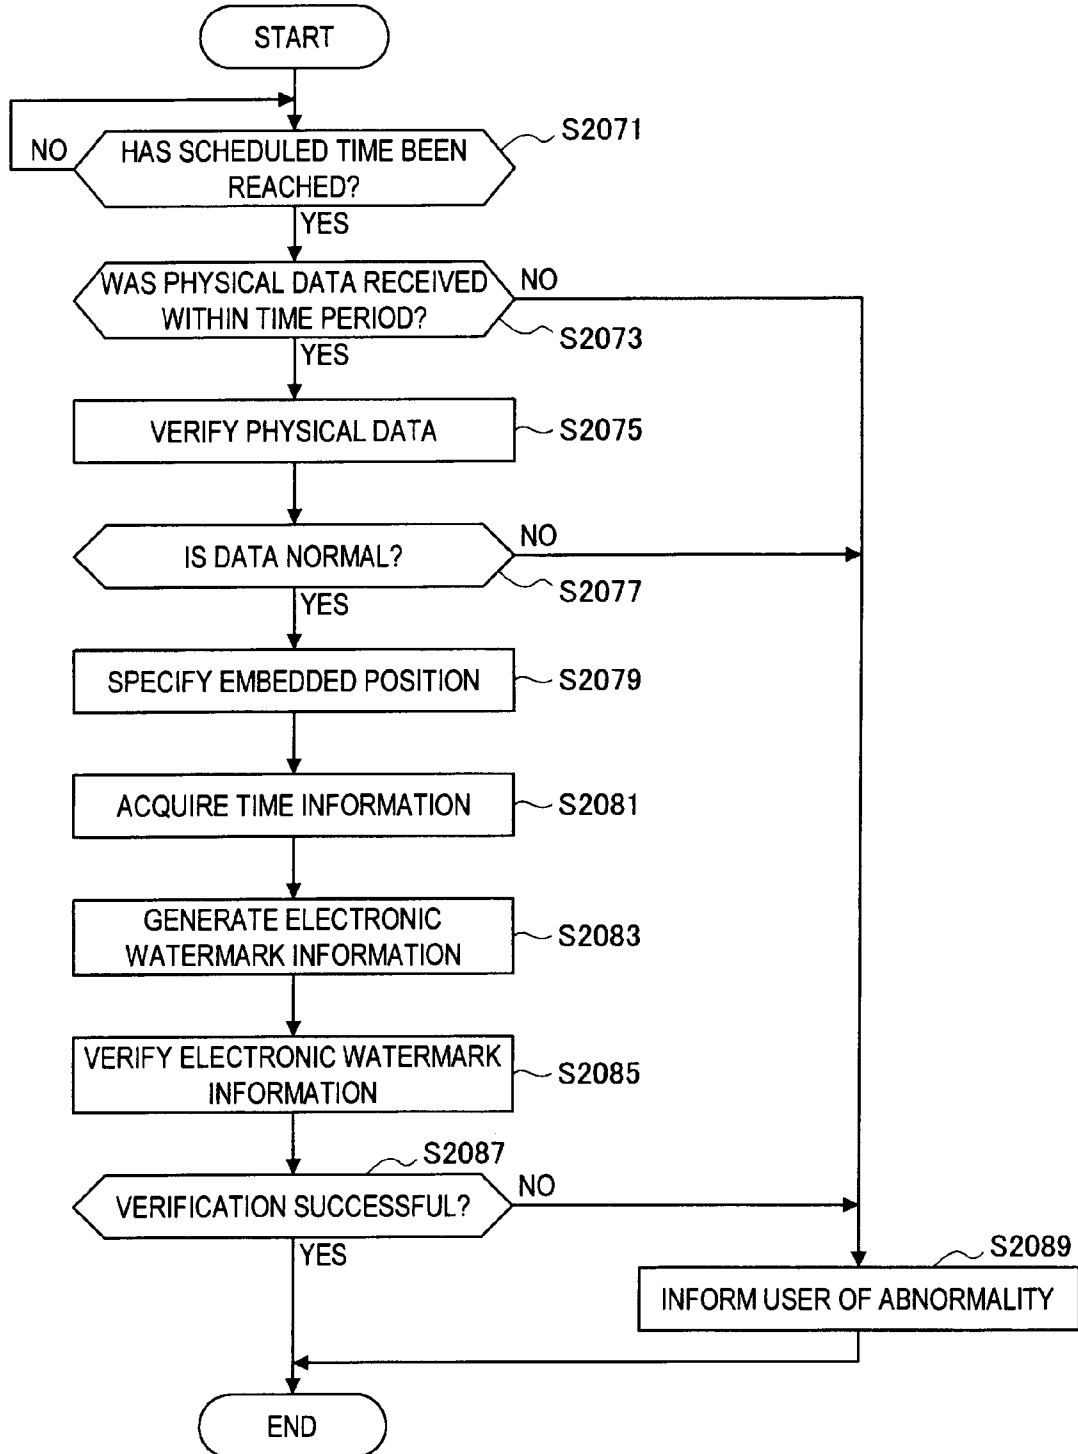 START
NO
HAS SCHEDULED TIME BEEN
REACHED?
S2071
YES
WAS PHYSICAL DATA RECEIVED
WITHIN TIME PERIOD?
NO
S2073
YES
VERIFY PHYSICAL DATA
S2075
IS DATA NORMAL?
NO
S2077
YES
SPECIFY EMBEDDED POSITION
S2079
ACQUIRE TIME INFORMATION
S2081
GENERATE ELECTRONIC
WATERMARK INFORMATION
S2083
VERIFY ELECTRONIC WATERMARK
INFORMATION
S2085
S2087
VERIFICATION SUCCESSFUL?
NO
YES
S2089
INFORM USER OF ABNORMALITY
END